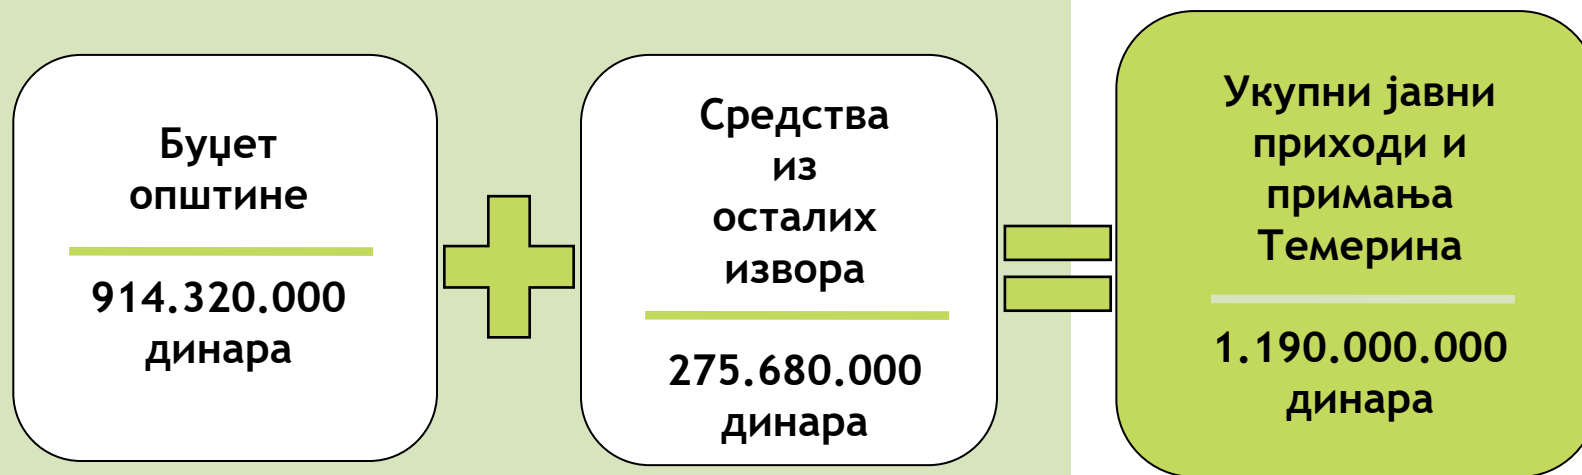 Буџет
општине
914.320.000
динара
Средства
из
осталих
извора
275.680.000
динара
Укупни јавни
приходи и
примања
Темерина
1.190.000.000
динара